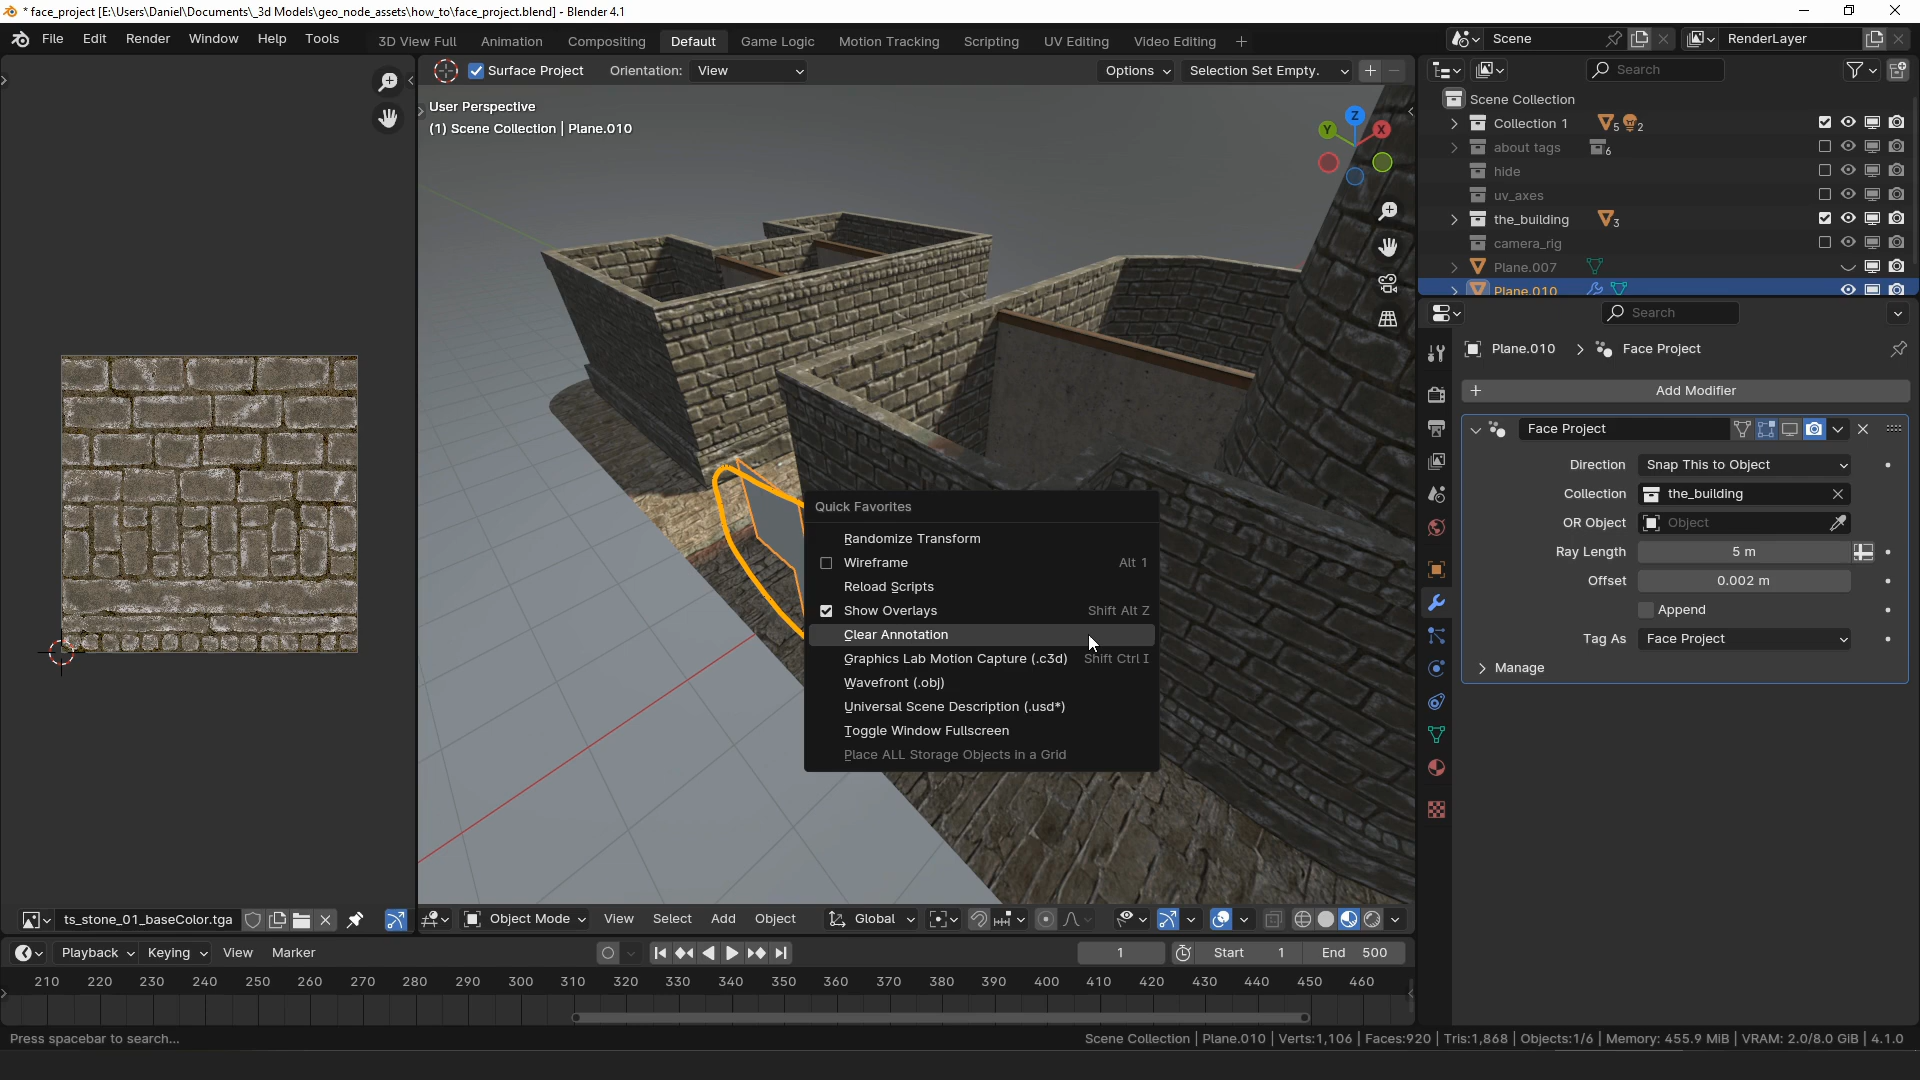 * face_project [E:\Users\Daniel\Documents\_3d Models\geo_node_assets\how_to\face_project.blend] - Blender 4.1
File Edit Render Window Help Tools 3D View Full Animation Compositing Default Game Logic Motion Tracking Scripting UV Editing Video Editing + Scene RenderLayer
Surface Project Orientation: View Options Selection Set Empty. Search
User Perspective
(1) Scene Collection | Plane.010
Z
Y
X
Scene Collection
Collection 1 5 2
about tags 6
hide
uv_axes
the_building 3
camera_rig
Plane.007
Plane.010
Search
Plane.010 > Face Project
+ Add Modifier
Face Project
Direction Snap This to Object
Collection the_building
OR Object Object
Ray Length 5 m
Offset 0.002 m
Append
Tag As Face Project
Manage
Quick Favorites
Randomize Transform
Wireframe Alt 1
Reload Scripts
Show Overlays Shift Alt Z
Clear Annotation
Graphics Lab Motion Capture (.c3d) Shift Ctrl I
Wavefront (.obj)
Universal Scene Description (.usd*)
Toggle Window Fullscreen
Place ALL Storage Objects in a Grid
ts_stone_01_baseColor.tga Object Mode View Select Add Object Global
Playback Keying View Marker 1 Start 1 End 500
210 220 230 240 250 260 270 280 290 300 310 320 330 340 350 360 370 380 390 400 410 420 430 440 450 460
Press spacebar to search... Scene Collection | Plane.010 | Verts:1,106 | Faces:920 | Tris:1,868 | Objects:1/6 | Memory: 455.9 MiB | VRAM: 2.0/8.0 GiB | 4.1.0